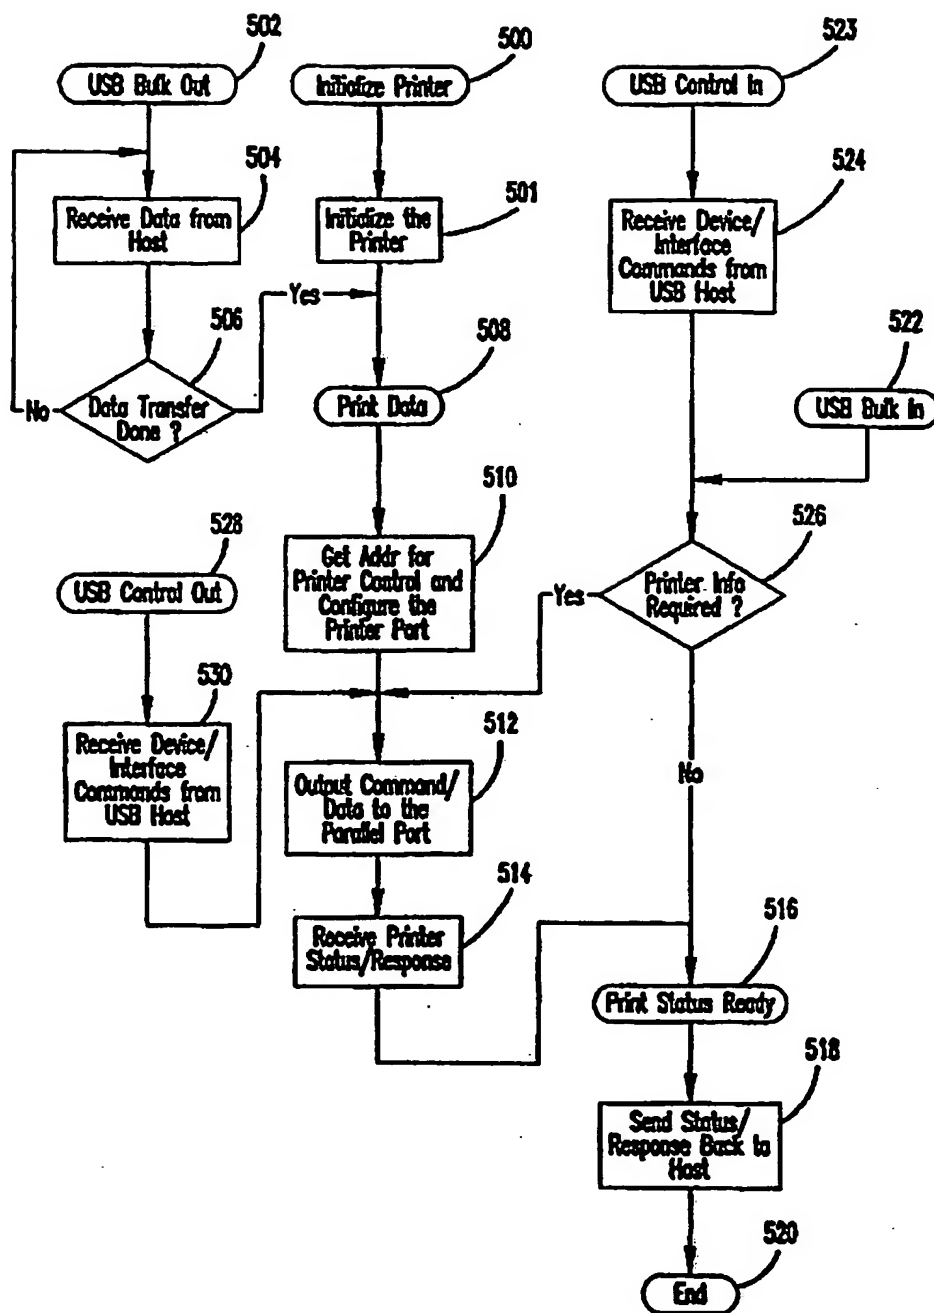 502
USB Bulk Out
504
Receive Data from
Host
506
Data Transfer
Done ?
No
Yes
500
Initialize Printer
501
Initialize the
Printer
508
Print Data
510
Get Addr for
Printer Control and
Configure the
Printer Port
528
USB Control Out
530
Receive Device/
Interface
Commands from
USB Host
512
Output Command/
Data to the
Parallel Port
514
Receive Printer
Status/Response
523
USB Control In
524
Receive Device/
Interface
Commands from
USB Host
522
USB Bulk In
526
Printer Info
Required ?
Yes
No
516
Print Status Ready
518
Send Status/
Response Back to
Host
520
End